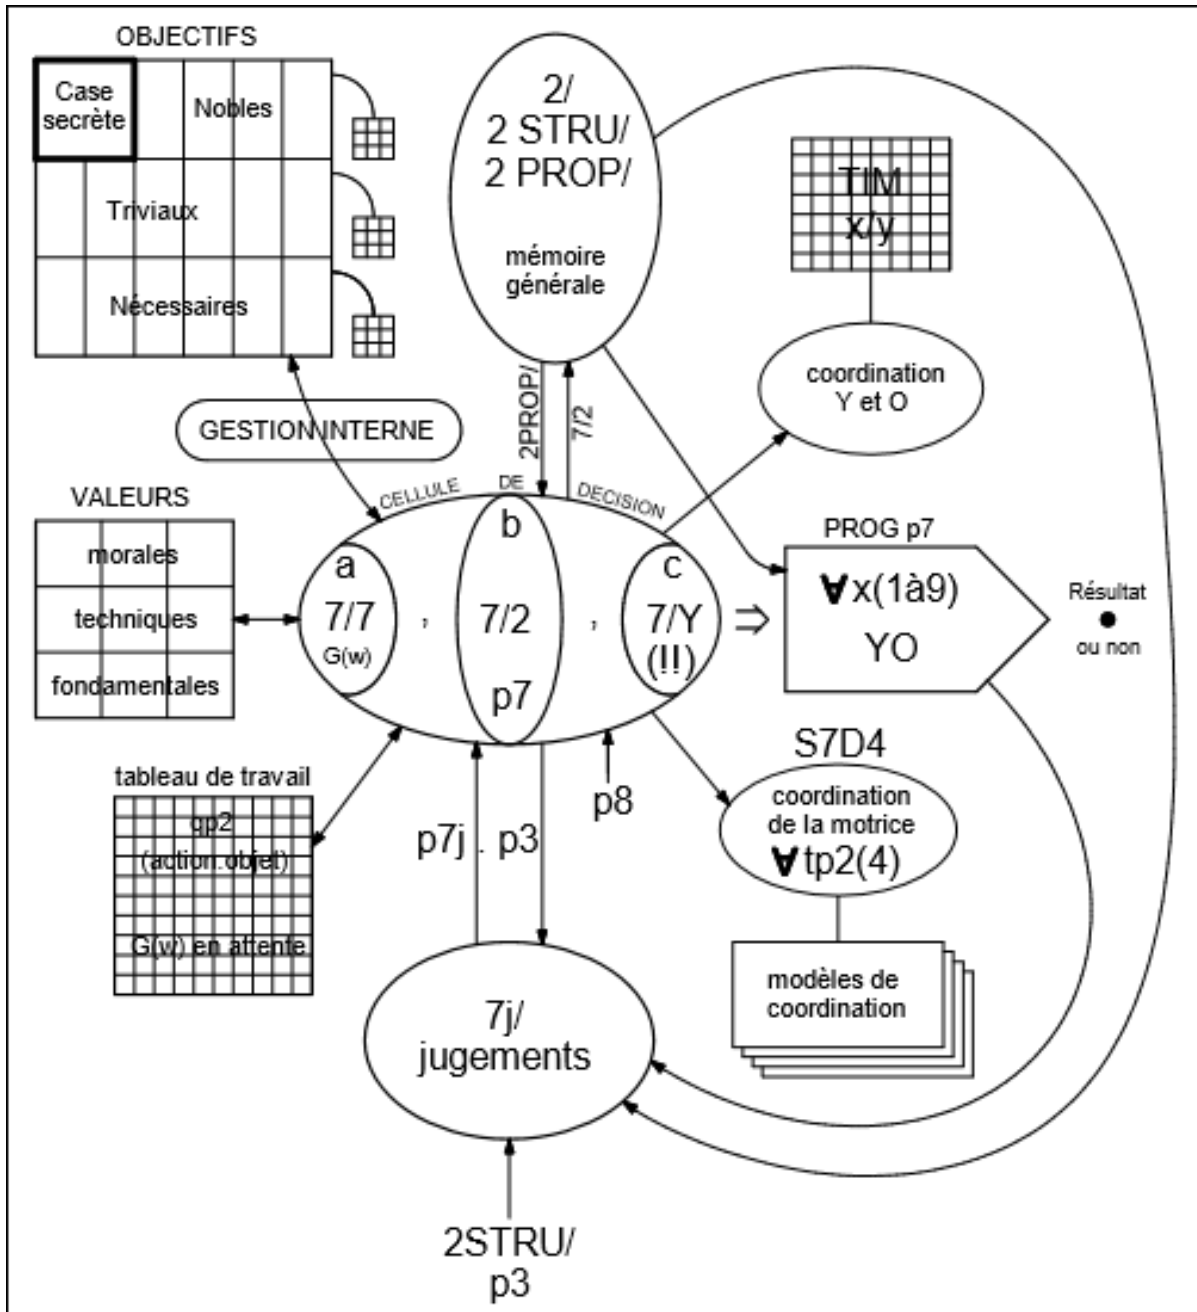 OBJECTIFS
Case
secrète
Nobles
Triviaux
Nécessaires
2/
2 STRU/
2 PROP/
mémoire
générale
TIM
x/y
coordination
Y et O
GESTION INTERNE
2PROP/
7/2
CELLULE DE DECISION
VALEURS
morales
techniques
fondamentales
a
7/7
G(w)
,
b
7/2
p7
,
c
7/Y
(!!)
⇒
PROG p7
∀x(1à9)
YO
Résultat
ou non
tableau de travail
qp2
(action.objet)
G(w) en attente
p7j . p3
p8
S7D4
coordination
de la motrice
∀tp2(4)
modèles de
coordination
7j/
jugements
2STRU/
p3